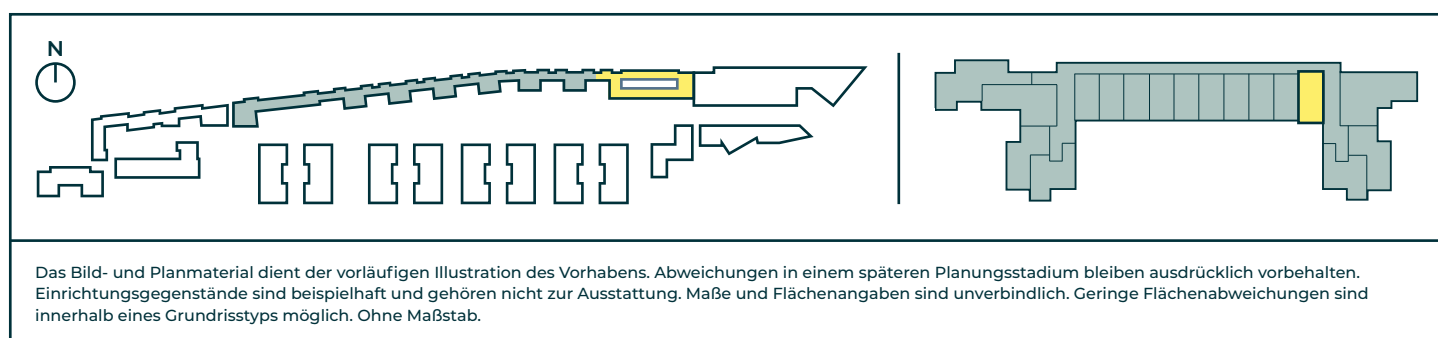 N
Das Bild- und Planmaterial dient der vorläufigen Illustration des Vorhabens. Abweichungen in einem späteren Planungsstadium bleiben ausdrücklich vorbehalten.
Einrichtungsgegenstände sind beispielhaft und gehören nicht zur Ausstattung. Maße und Flächenangaben sind unverbindlich. Geringe Flächenabweichungen sind
innerhalb eines Grundrisstyps möglich. Ohne Maßstab.